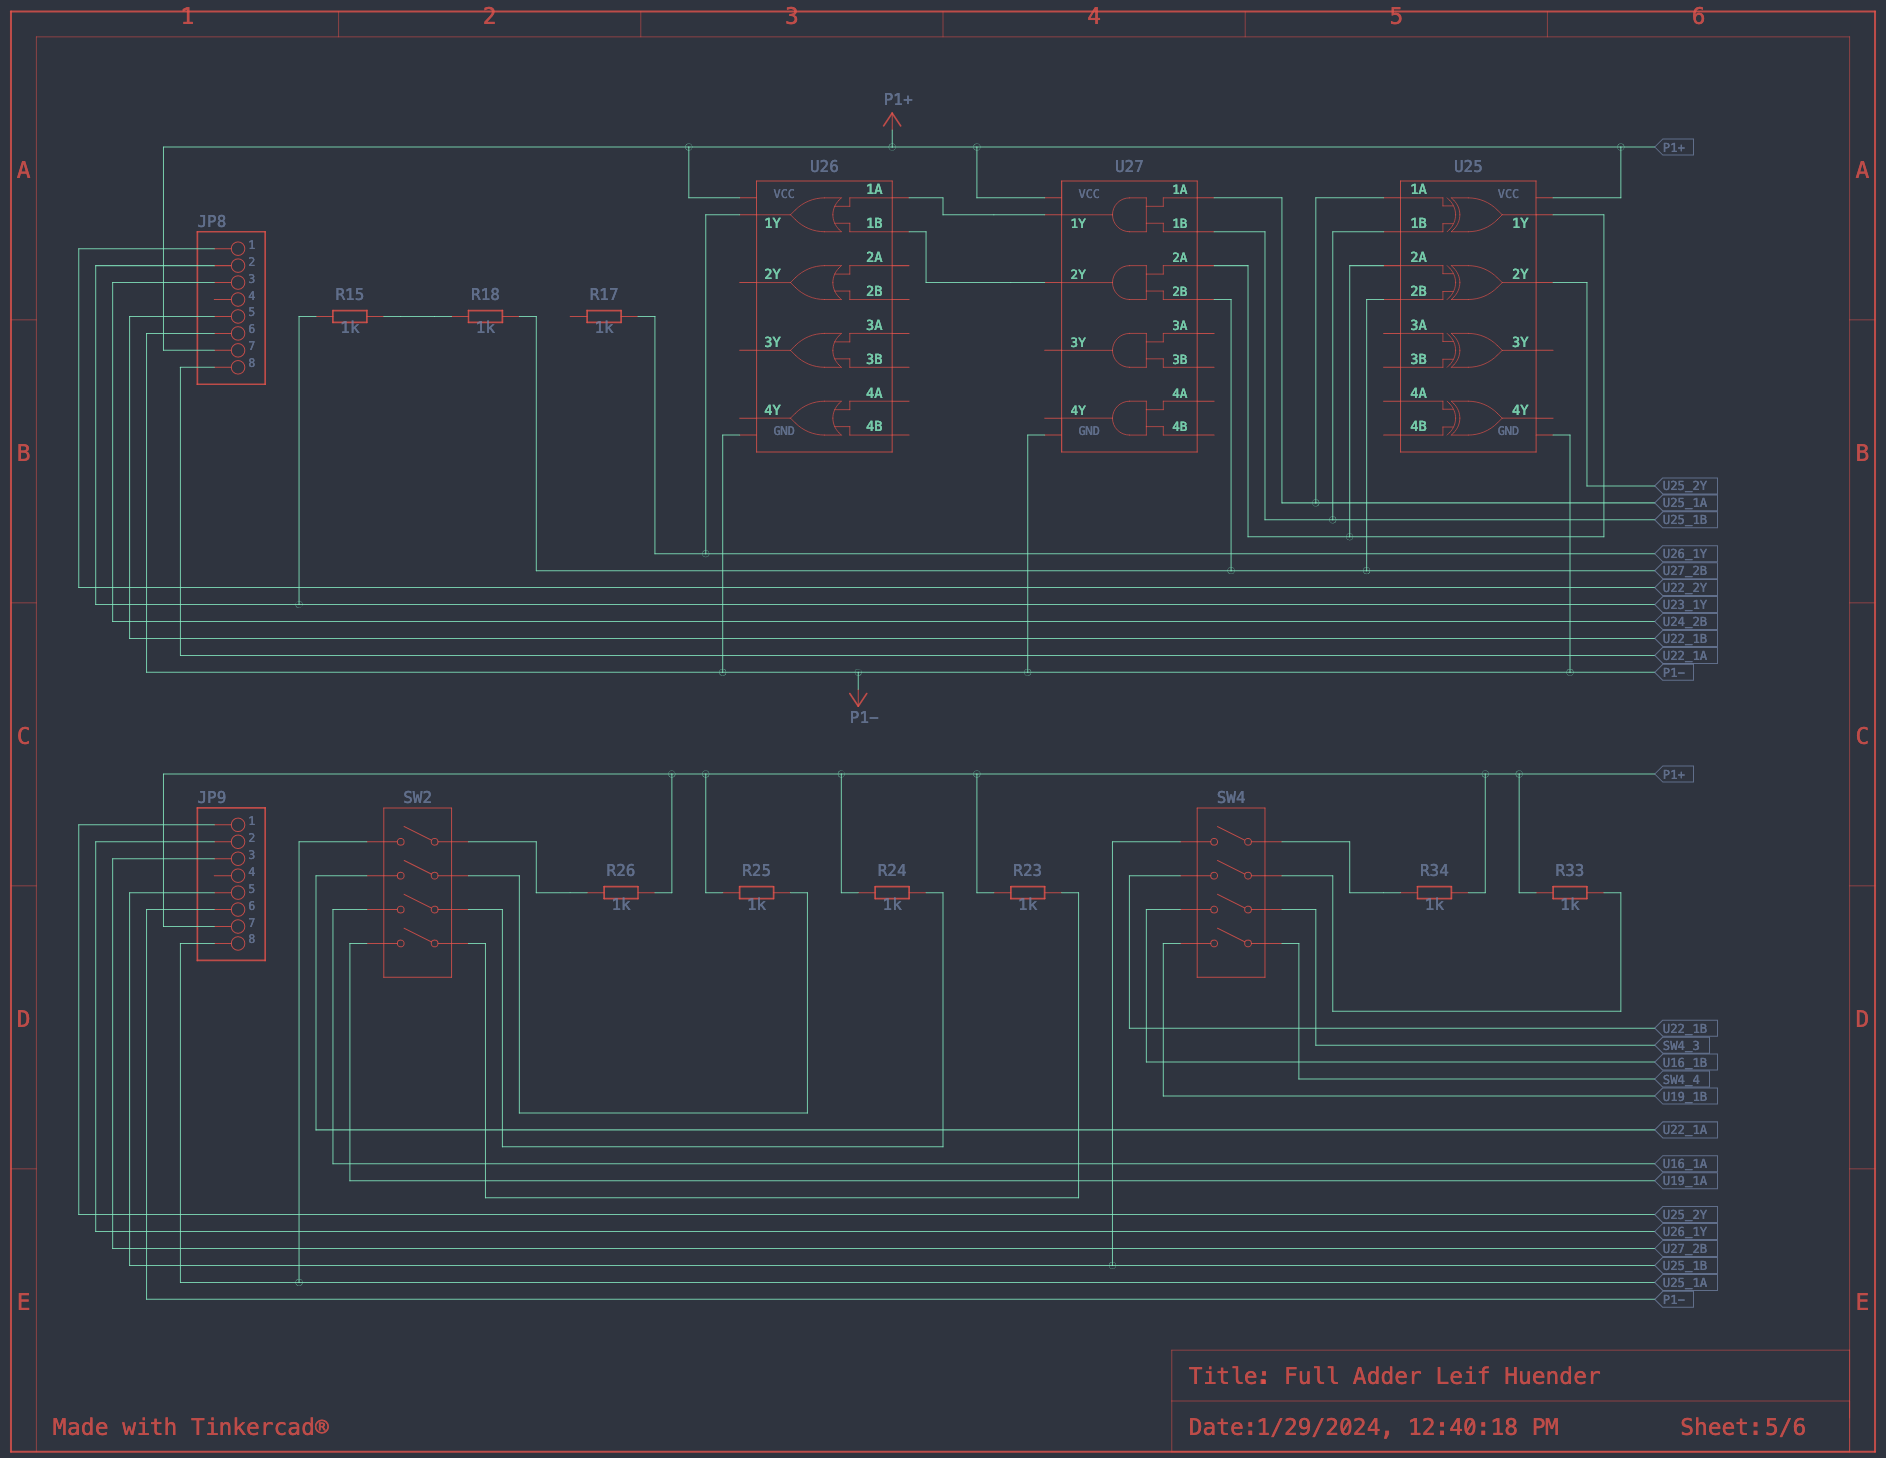 1 2 3 4 5 6
P1+
P1+
A A
U26 U27 U25
VCC 1A VCC 1A 1A VCC
1Y 1B 1Y 1B 1B 1Y
2A 2A 2A
2Y 2B 2Y 2B 2B 2Y
3A 3A 3A
3Y 3B 3Y 3B 3B 3Y
4A 4A 4A
4Y 4B 4Y 4B 4B 4Y
GND GND GND
JP8
1
2
3
4
5
6
7
8
R15 R18 R17
1k 1k 1k
B B
U25_2Y
U25_1A
U25_1B
U26_1Y
U27_2B
U22_2Y
U23_1Y
U24_2B
U22_1B
U22_1A
P1-
P1-
C C
P1+
JP9 SW2 SW4
1
2
3
4
5
6
7
8
R26 R25 R24 R23 R34 R33
1k 1k 1k 1k 1k 1k
D D
U22_1B
SW4_3
U16_1B
SW4_4
U19_1B
U22_1A
U16_1A
U19_1A
U25_2Y
U26_1Y
U27_2B
U25_1B
U25_1A
P1-
E E
Title: Full Adder Leif Huender
Made with Tinkercad® Date:1/29/2024, 12:40:18 PM Sheet:5/6